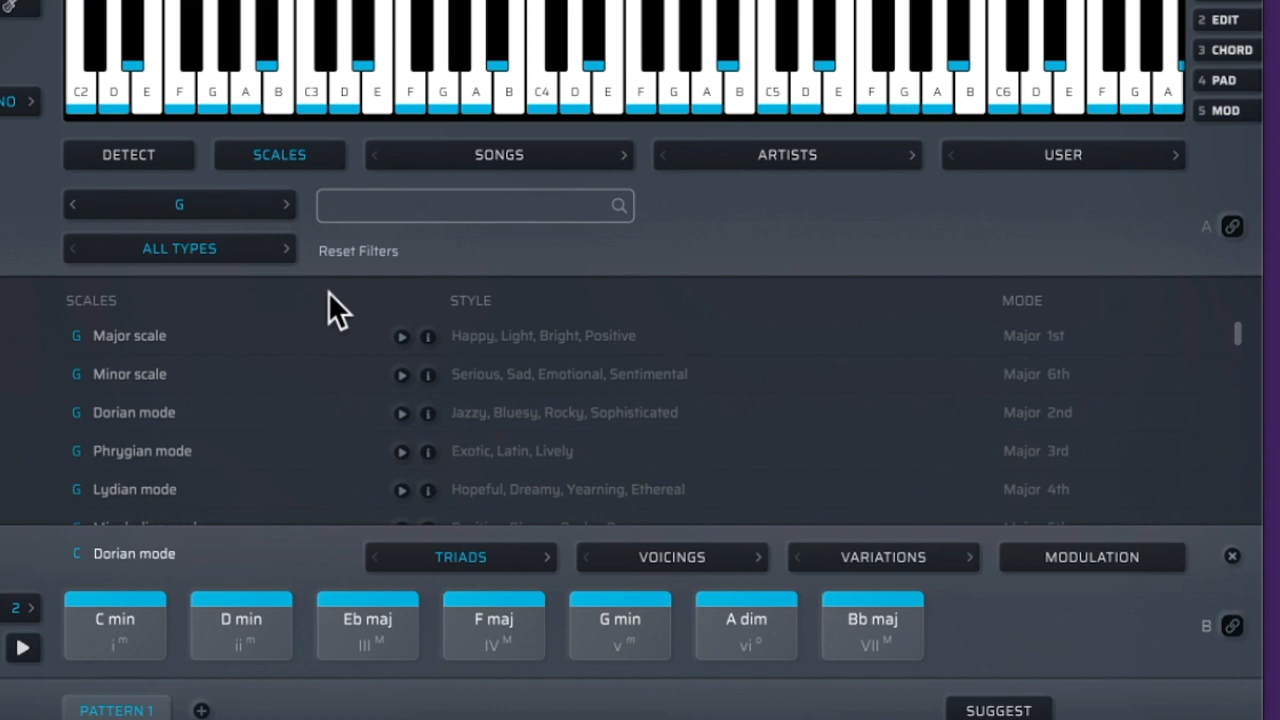 2 EDIT
3 CHORD
4 PAD
5 MOD
NO
C2 D E F G A B C3 D E F G A B C4 D E F G A B C5 D E F G A B C6 D E F G A
DETECT SCALES SONGS ARTISTS USER
G
A
ALL TYPES Reset Filters
SCALES STYLE MODE
G Major scale Happy, Light, Bright, Positive Major 1st
G Minor scale Serious, Sad, Emotional, Sentimental Major 6th
G Dorian mode Jazzy, Bluesy, Rocky, Sophisticated Major 2nd
G Phrygian mode Exotic, Latin, Lively Major 3rd
G Lydian mode Hopeful, Dreamy, Yearning, Ethereal Major 4th
C Dorian mode TRIADS VOICINGS VARIATIONS MODULATION
2 C min D min Eb maj F maj G min A dim Bb maj
i m ii m III M IV M v m vi o VII M
B
PATTERN 1 SUGGEST